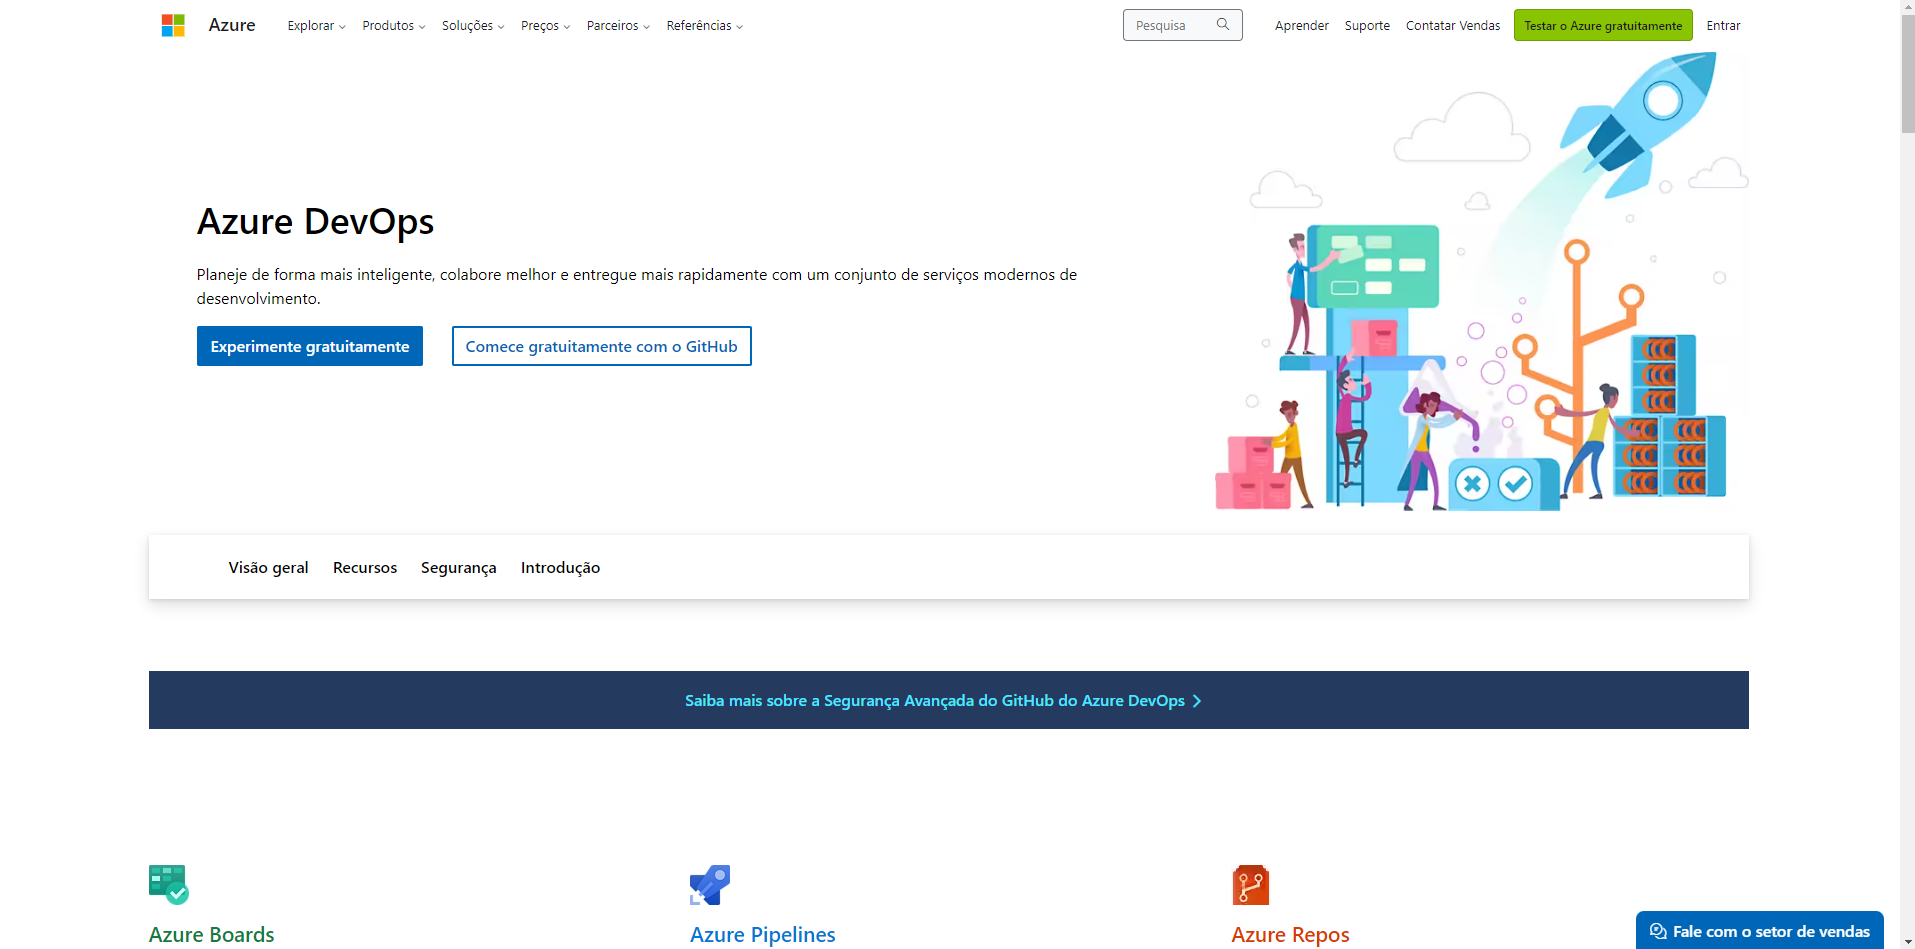 Azure
Explorar
Produtos
Soluções
Preços
Parceiros
Referências
Pesquisa
Aprender
Suporte
Contatar Vendas
Testar o Azure gratuitamente
Entrar
Azure DevOps
Planeje de forma mais inteligente, colabore melhor e entregue mais rapidamente com um conjunto de serviços modernos de
desenvolvimento.
Experimente gratuitamente
Comece gratuitamente com o GitHub
Visão geral
Recursos
Segurança
Introdução
Saiba mais sobre a Segurança Avançada do GitHub do Azure DevOps
Azure Boards
Azure Pipelines
Azure Repos
Fale com o setor de vendas